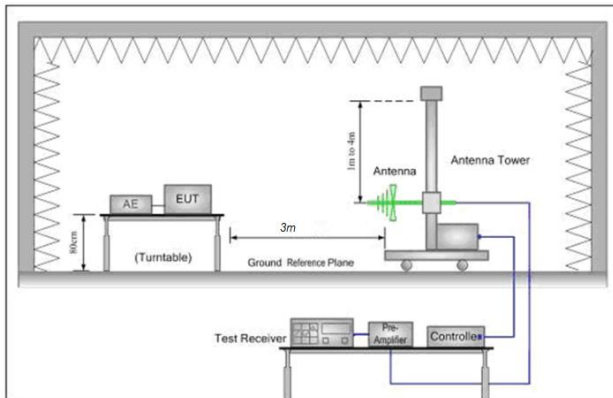 1m to 4m
Antenna
Antenna Tower
AE
EUT
80cm
(Turntable)
3m
Ground Reference Plane
Test Receiver
Pre-
Amplifier
Controller